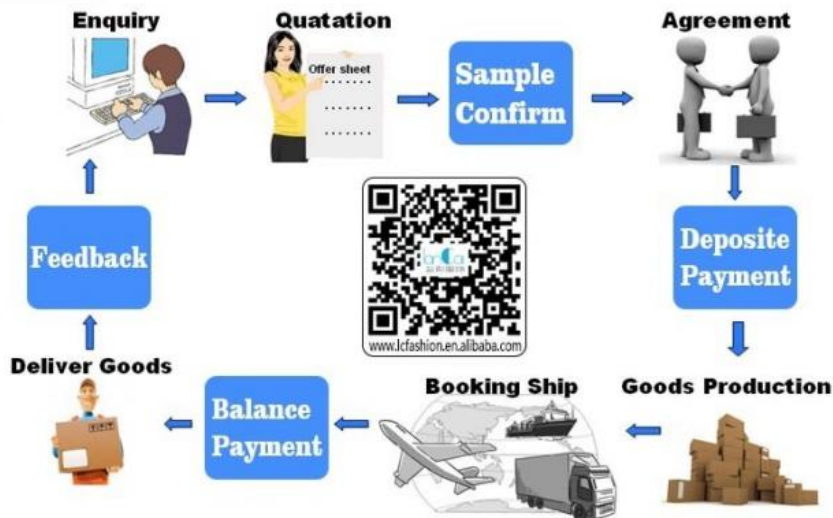 Enquiry
Quatation
Offer sheet
Sample
Confirm
Agreement
Deposite
Payment
Goods Production
Booking Ship
Balance
Payment
Deliver Goods
Feedback
www.lcfashion.en.alibaba.com